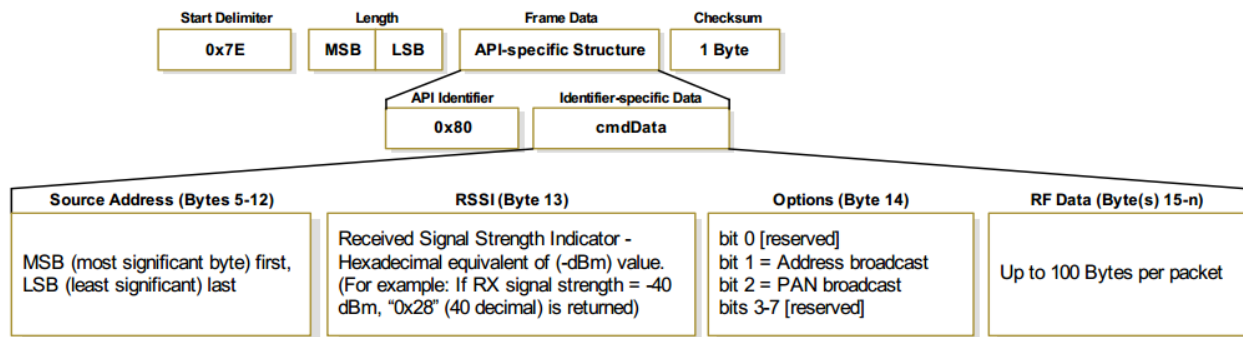 Start Delimiter
Length
Frame Data
Checksum
0x7E
MSB
LSB
API-specific Structure
1 Byte
API Identifier
Identifier-specific Data
0x80
cmdData
Source Address (Bytes 5-12)
MSB (most significant byte) first,
LSB (least significant) last
RSSI (Byte 13)
Received Signal Strength Indicator -
Hexadecimal equivalent of (-dBm) value.
(For example: If RX signal strength = -40
dBm, “0x28” (40 decimal) is returned)
Options (Byte 14)
bit 0 [reserved]
bit 1 = Address broadcast
bit 2 = PAN broadcast
bits 3-7 [reserved]
RF Data (Byte(s) 15-n)
Up to 100 Bytes per packet